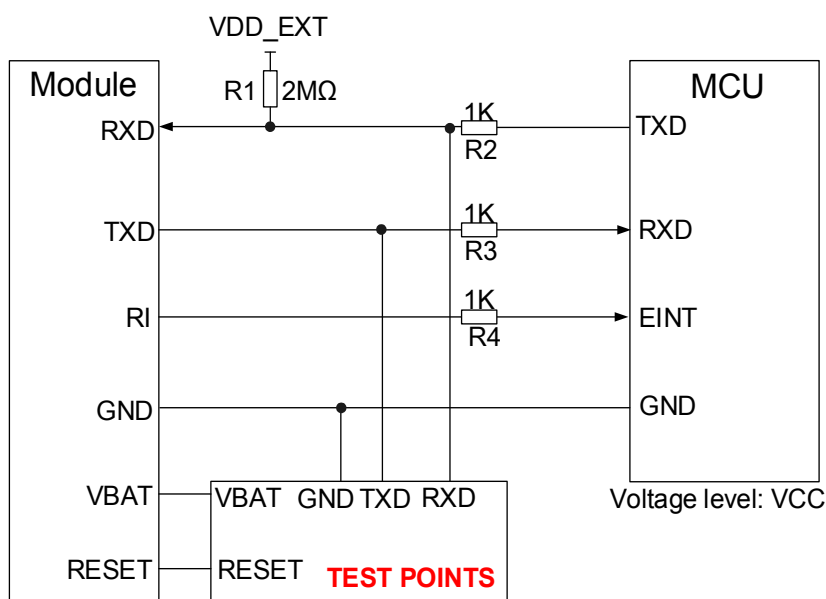 VDD_EXT
Module
R1 2MΩ
MCU
1K
RXD
TXD
R2
1K
TXD
RXD
R3
1K
RI
EINT
R4
GND
GND
VBAT
VBAT GND TXD RXD
Voltage level: VCC
RESET
RESET
TEST POINTS